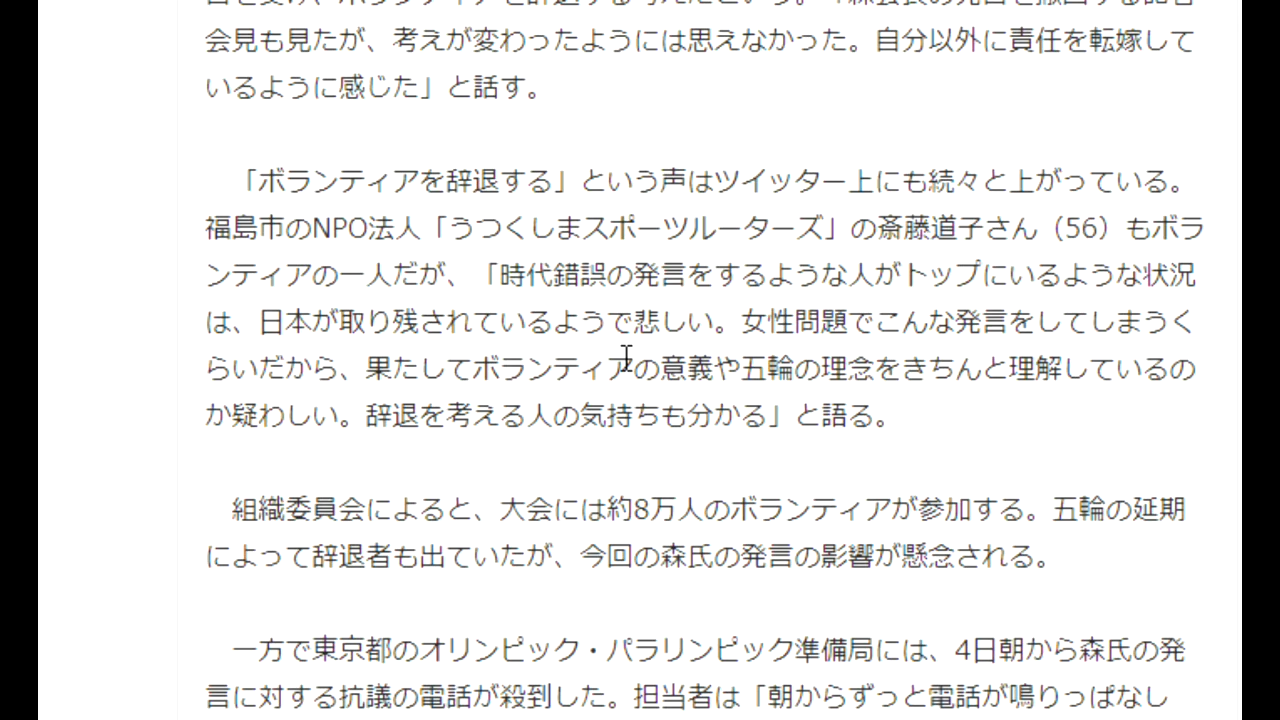 会見も見たが、考えが変わったようには思えなかった。自分以外に責任を転嫁して
いるように感じた」と話す。
「ボランティアを辞退する」という声はツイッター上にも続々と上がっている。
福島市のNPO法人「うつくしまスポーツルーターズ」の斎藤道子さん（56）もボラ
ンティアの一人だが、「時代錯誤の発言をするような人がトップにいるような状況
は、日本が取り残されているようで悲しい。女性問題でこんな発言をしてしまうく
らいだから、果たしてボランティアの意義や五輪の理念をきちんと理解しているの
か疑わしい。辞退を考える人の気持ちも分かる」と語る。
組織委員会によると、大会には約8万人のボランティアが参加する。五輪の延期
によって辞退者も出ていたが、今回の森氏の発言の影響が懸念される。
一方で東京都のオリンピック・パラリンピック準備局には、4日朝から森氏の発
言に対する抗議の電話が殺到した。担当者は「朝からずっと電話が鳴りっぱなし